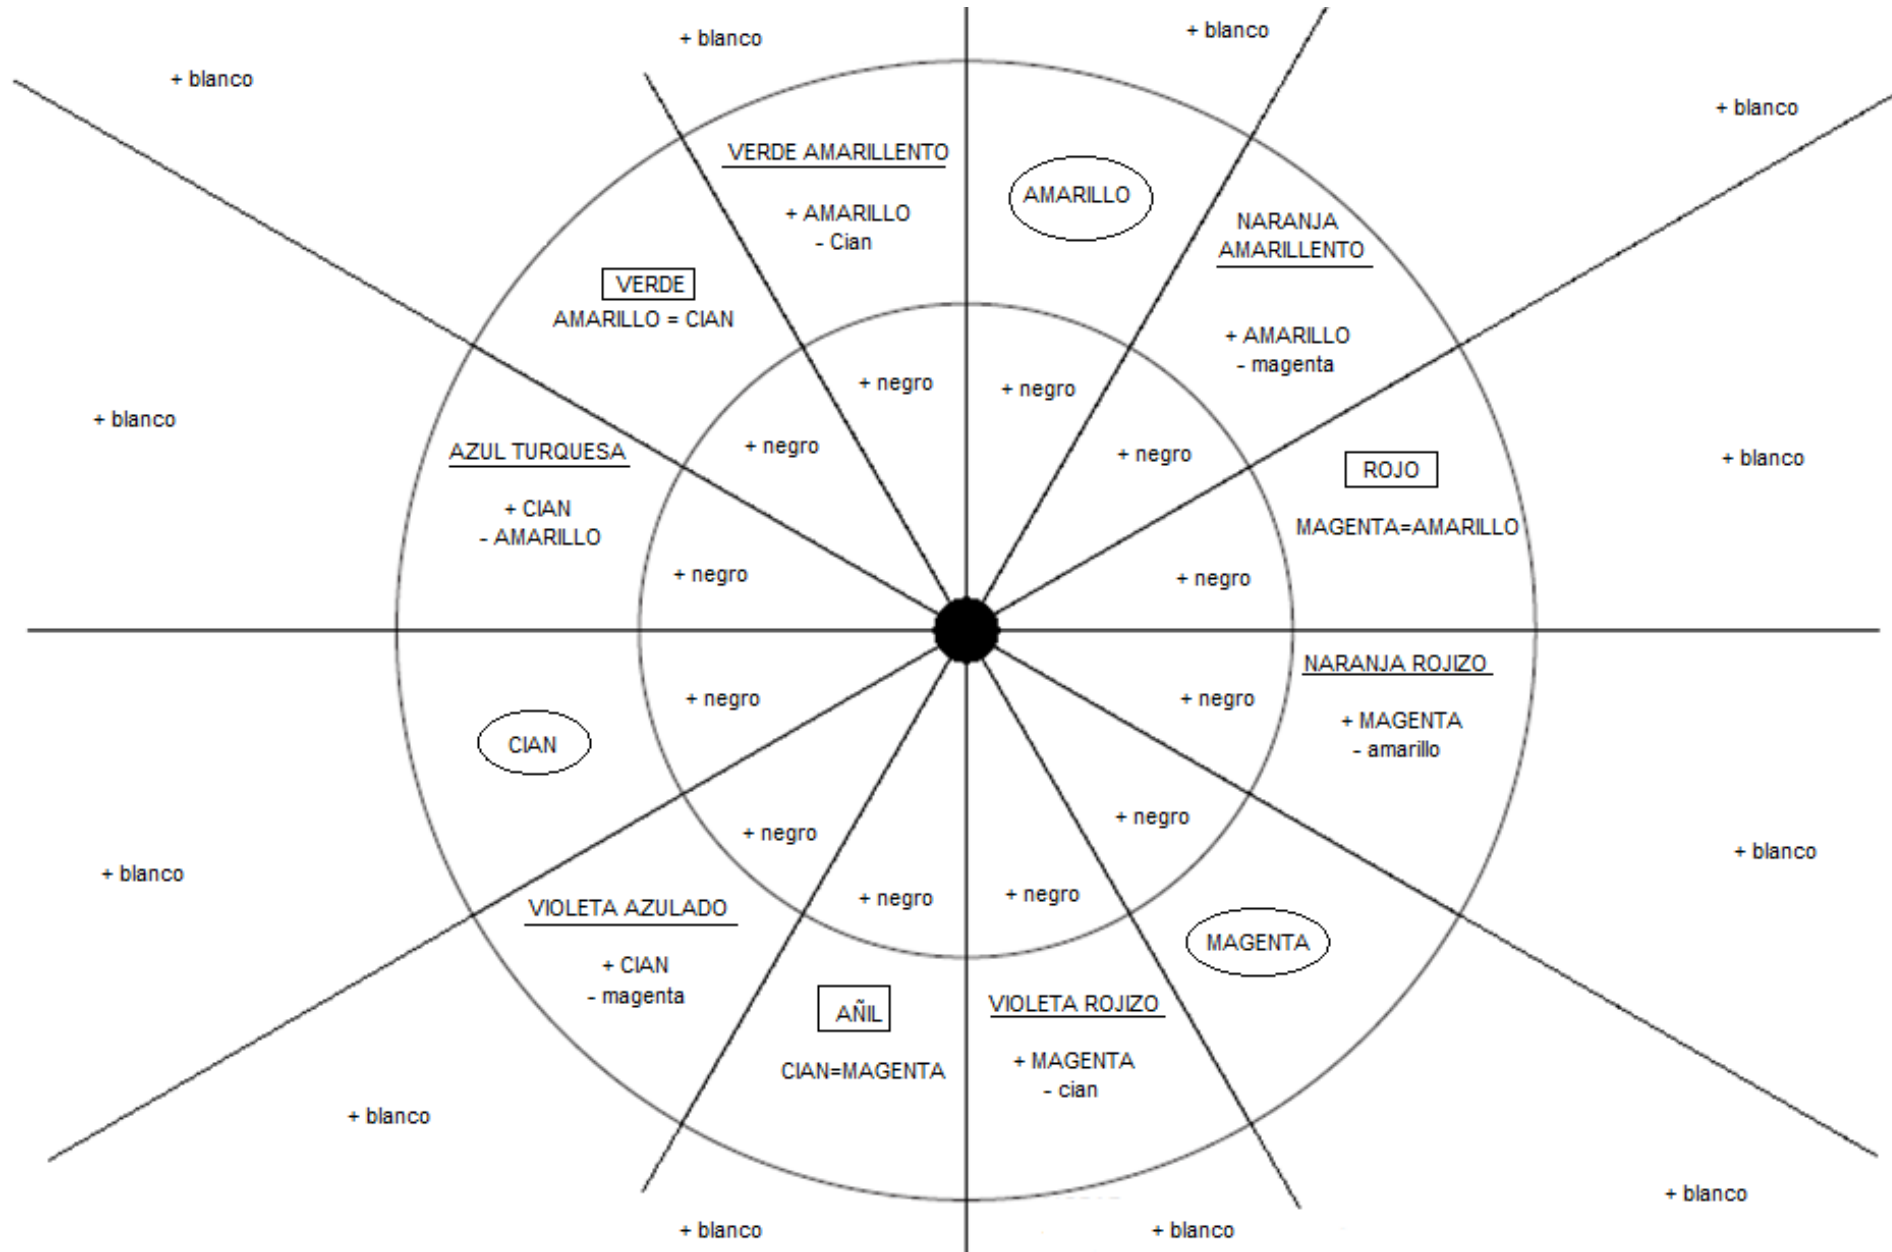 + blanco
+ blanco
+ blanco
+ blanco
VERDE AMARILLENTO
+ AMARILLO
- Cian
AMARILLO
NARANJA
AMARILLENTO
+ AMARILLO
- magenta
VERDE
AMARILLO = CIAN
+ negro
+ negro
+ negro
+ negro
+ blanco
AZUL TURQUESA
+ CIAN
- AMARILLO
ROJO
MAGENTA=AMARILLO
+ blanco
+ negro
+ negro
+ negro
+ negro
NARANJA ROJIZO
+ MAGENTA
- amarillo
CIAN
+ negro
+ negro
+ blanco
+ blanco
+ negro
+ negro
VIOLETA AZULADO
+ CIAN
- magenta
MAGENTA
AÑIL
CIAN=MAGENTA
VIOLETA ROJIZO
+ MAGENTA
- cian
+ blanco
+ blanco
+ blanco
+ blanco